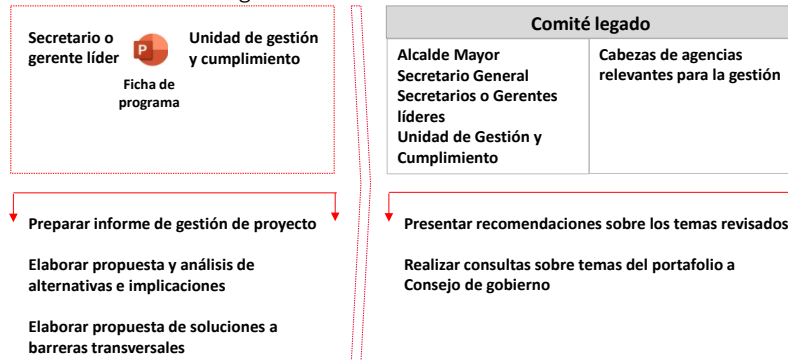 Secretario o
gerente líder
P
Ficha de
programa
Unidad de gestión
y cumplimiento
Preparar informe de gestión de proyecto
Elaborar propuesta y análisis de
alternativas e implicaciones
Elaborar propuesta de soluciones a
barreras transversales
Comité legado
Alcalde Mayor
Secretario General
Secretarios o Gerentes
líderes
Unidad de Gestión y
Cumplimiento
Cabezas de agencias
relevantes para la gestión
Presentar recomendaciones sobre los temas revisados
Realizar consultas sobre temas del portafolio a
Consejo de gobierno